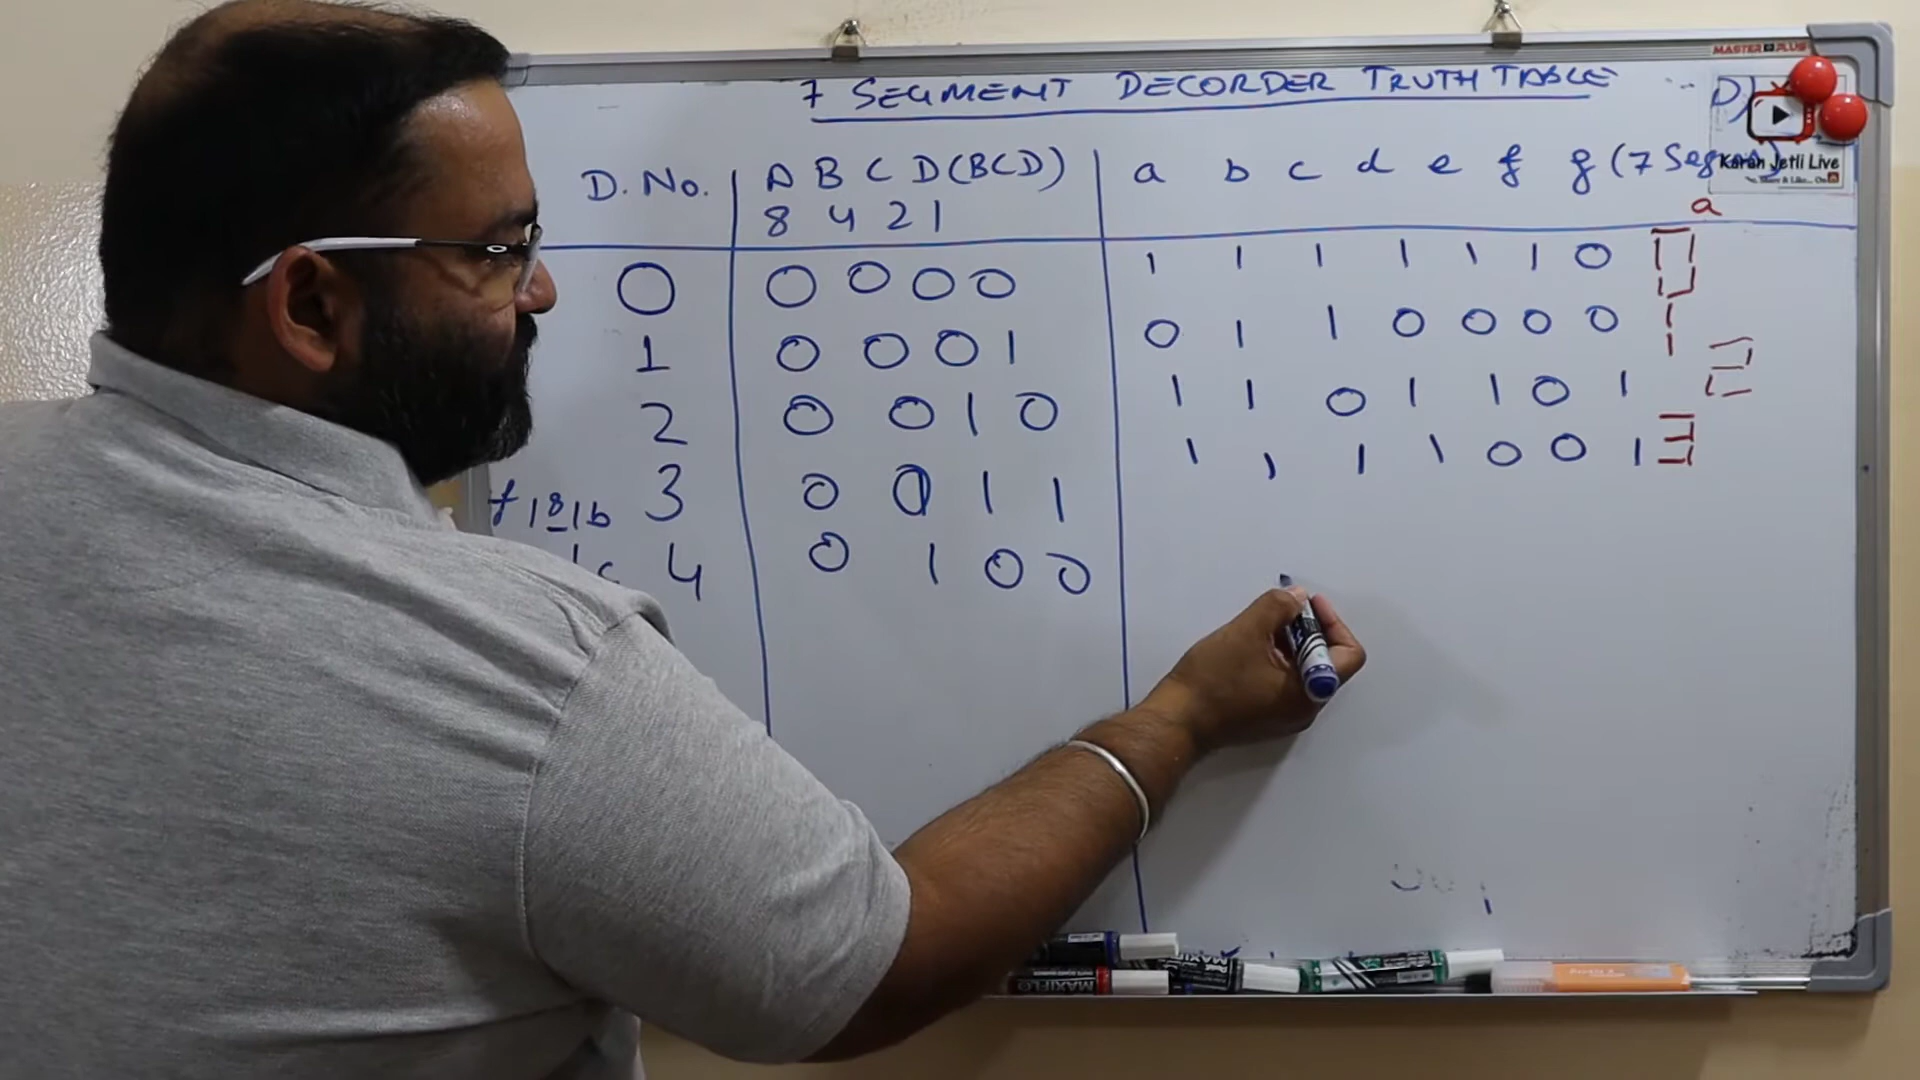 7 SEGMENT DECORDER TRUTH TABLE
MASTER PLUS
Karan Jetli Live
D. No. A B C D (BCD) a b c d e f g (7 Segm
8 4 2 1
a
0 0 0 0 0 1 1 1 1 1 1 0
1 0 0 0 1 0 1 1 0 0 0 0
2 0 0 1 0 1 1 0 1 1 0 1
3 0 0 1 1 1 1 1 1 0 0 1
f g b
c 4 0 1 0 0
MAXIFLO